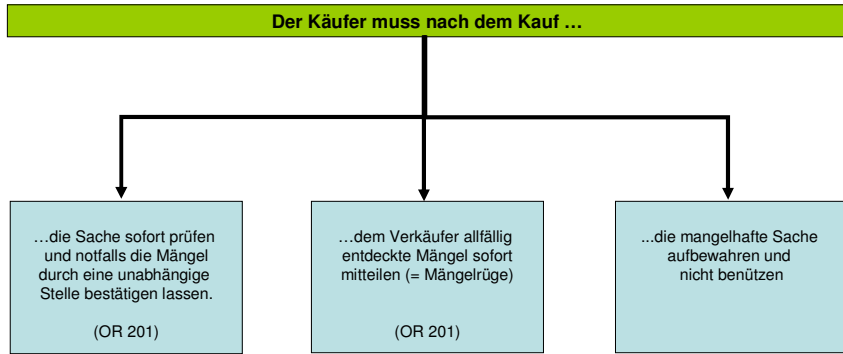 Der Käufer muss nach dem Kauf …
…die Sache sofort prüfen
und notfalls die Mängel
durch eine unabhängige
Stelle bestätigen lassen.
(OR 201)
…dem Verkäufer allfällig
entdeckte Mängel sofort
mitteilen (= Mängelrüge)
(OR 201)
...die mangelhafte Sache
aufbewahren und
nicht benützen